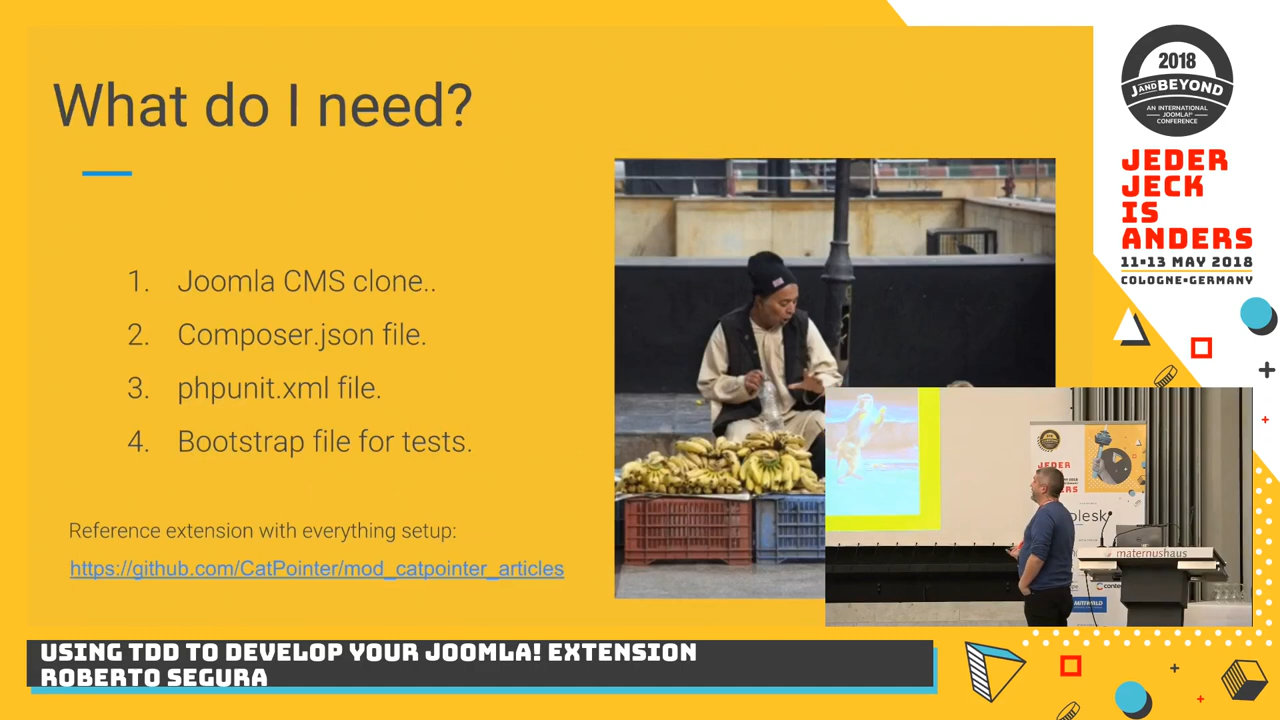 What do I need?
1. Joomla CMS clone..
2. Composer.json file.
3. phpunit.xml file.
4. Bootstrap file for tests.
Reference extension with everything setup:
https://github.com/CatPointer/mod_catpointer_articles
2018
J AND BEYOND
AN INTERNATIONAL
JOOMLA!® 
CONFERENCE
JEDER
JECK
IS
ANDERS
11-13 MAY 2018
COLOGNE•GERMANY
JEDER
ANDERS
maternushaus
MITTWALD
USING TDD TO DEVELOP YOUR JOOMLA! EXTENSION
ROBERTO SEGURA